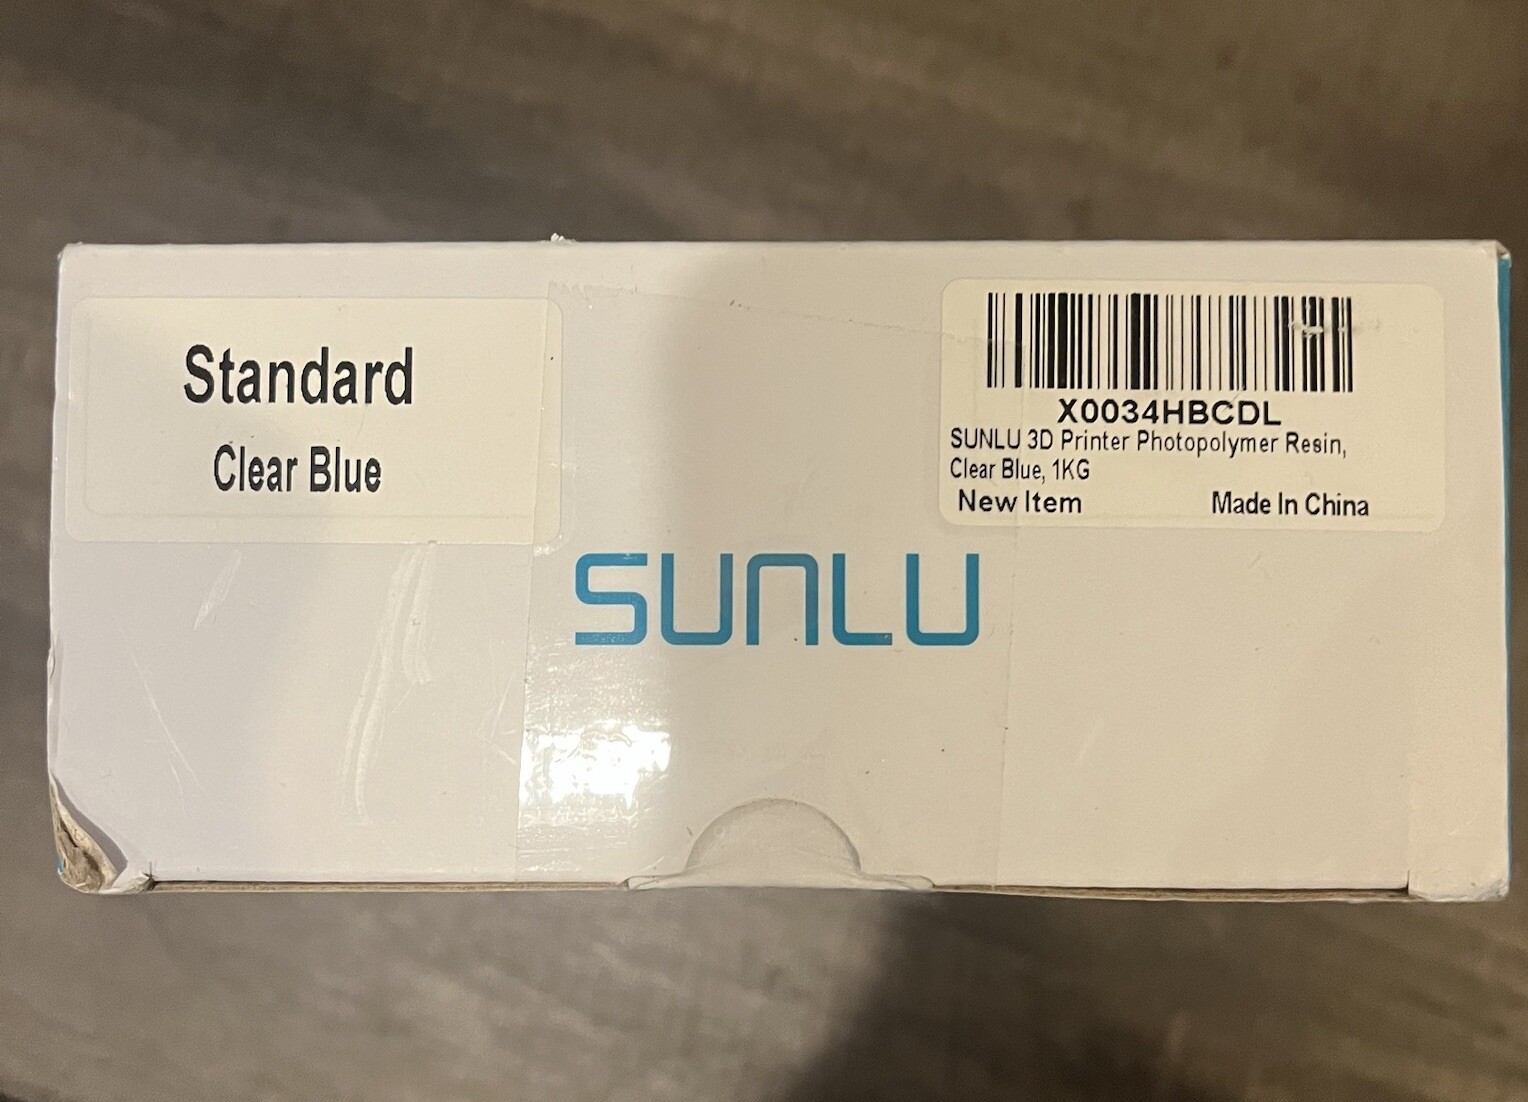 Standard
Clear Blue
X0034HBCDL
SUNLU 3D Printer Photopolymer Resin,
Clear Blue, 1KG
New Item Made In China
SUNLU